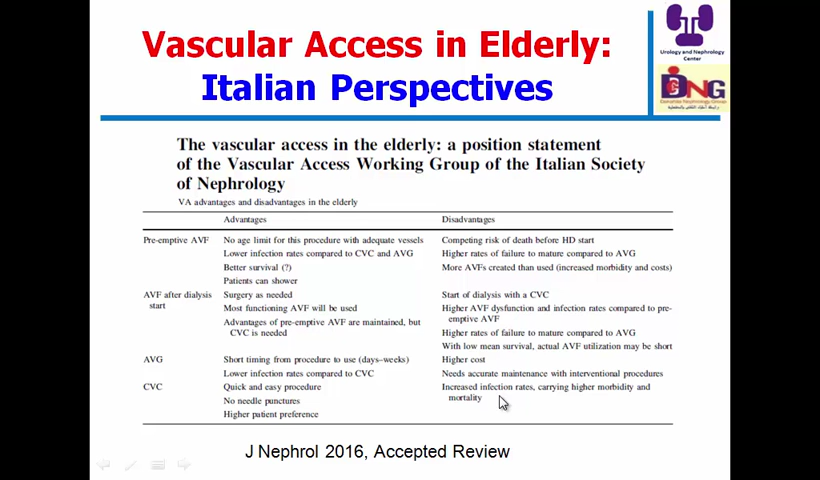 Vascular Access in Elderly:
Italian Perspectives
Urology and Nephrology
Center
DNG
Damietta Nephrology Group
The vascular access in the elderly: a position statement
of the Vascular Access Working Group of the Italian Society
of Nephrology
VA advantages and disadvantages in the elderly
Advantages Disadvantages
Pre-emptive AVF No age limit for this procedure with adequate vessels Competing risk of death before HD start
Lower infection rates compared to CVC and AVG Higher rates of failure to mature compared to AVG
Better survival (?) More AVFs created than used (increased morbidity and costs)
Patients can shower
AVF after dialysis start Surgery as needed Start of dialysis with a CVC
Most functioning AVF will be used Higher AVF dysfunction and infection rates compared to pre-emptive AVF
Advantages of pre-emptive AVF are maintained, but CVC is needed Higher rates of failure to mature compared to AVG
With low mean survival, actual AVF utilization may be short
AVG Short timing from procedure to use (days–weeks) Higher cost
Lower infection rates compared to CVC Needs accurate maintenance with interventional procedures
CVC Quick and easy procedure Increased infection rates, carrying higher morbidity and mortality
No needle punctures
Higher patient preference
J Nephrol 2016, Accepted Review